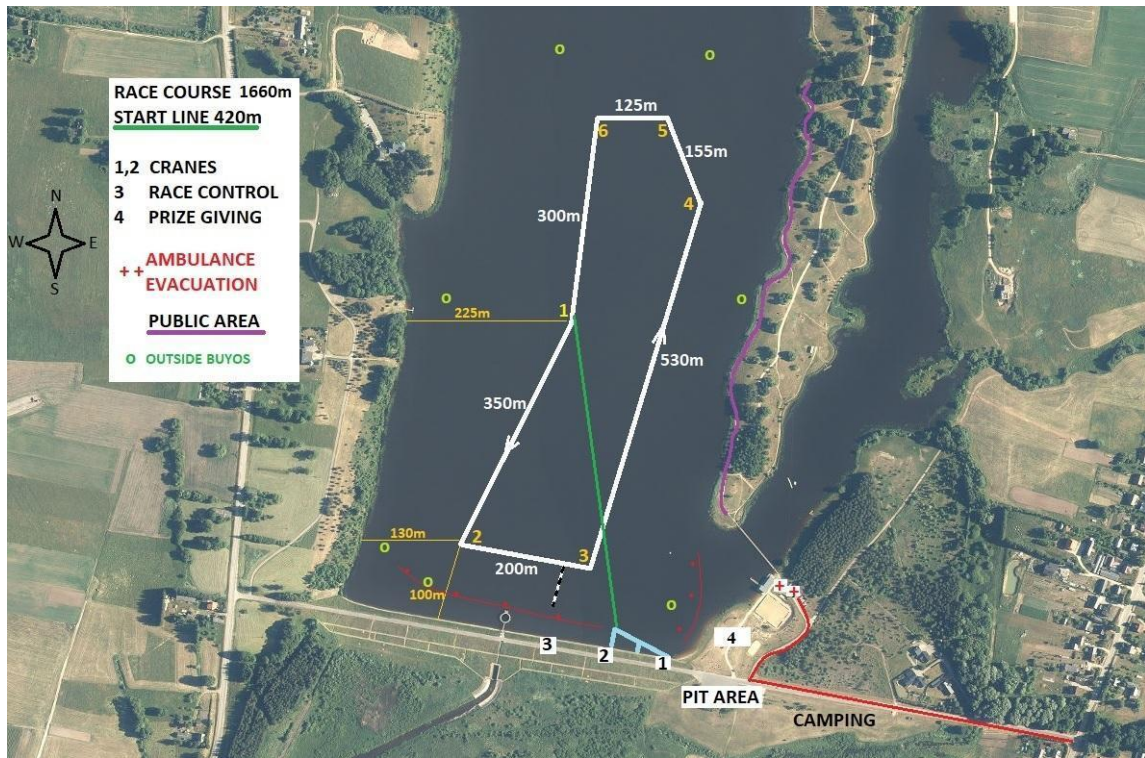 RACE COURSE 1660m
START LINE 420m
1,2 CRANES
3 RACE CONTROL
4 PRIZE GIVING
++ AMBULANCE
EVACUATION
PUBLIC AREA
o OUTSIDE BUYOS
N
W E
S
o
o
125m
6
5
155m
4
300m
o
o
1
225m
530m
350m
130m
2
o
3
200m
o
100m
o
++
4
3
2
1
PIT AREA
CAMPING